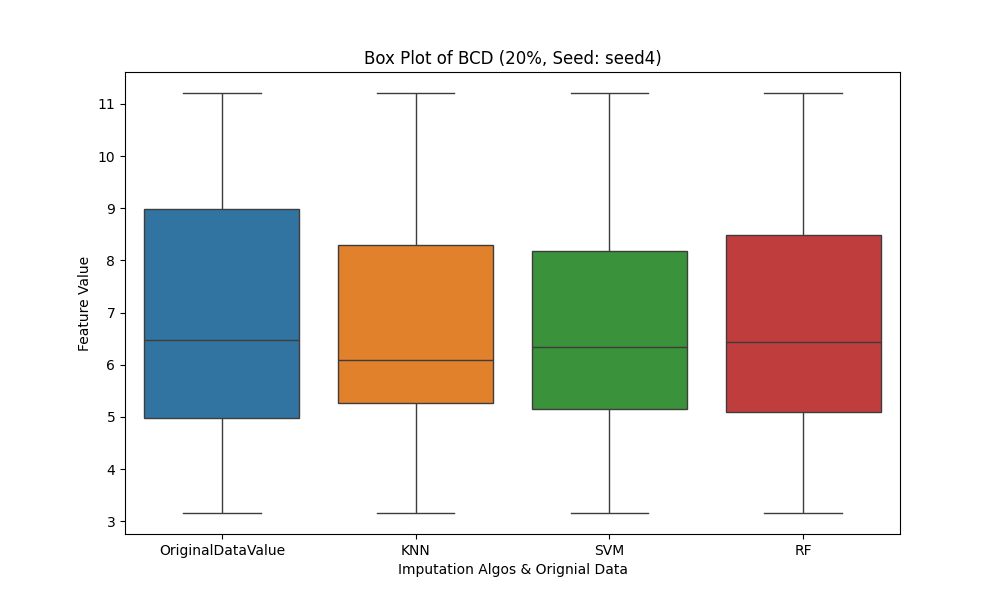 Box Plot of BCD (20%, Seed: seed4)
11
10
9
8
7
6
5
4
3
Feature Value
OriginalDataValue KNN SVM RF
Imputation Algos & Orignial Data